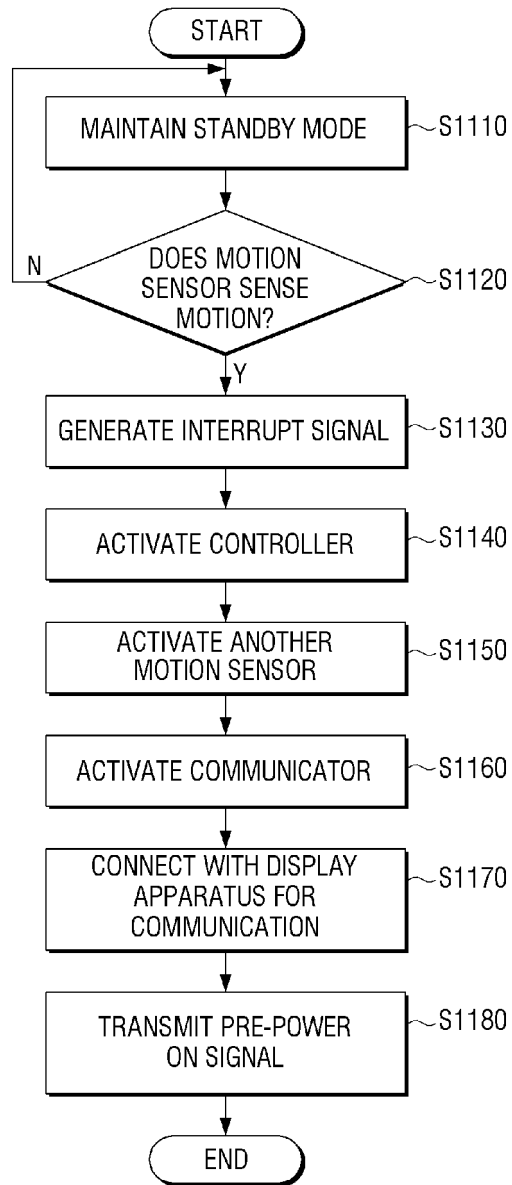 START
MAINTAIN STANDBY MODE
S1110
DOES MOTION
SENSOR SENSE
MOTION?
S1120
N
Y
GENERATE INTERRUPT SIGNAL
S1130
ACTIVATE CONTROLLER
S1140
ACTIVATE ANOTHER
MOTION SENSOR
S1150
ACTIVATE COMMUNICATOR
S1160
CONNECT WITH DISPLAY
APPARATUS FOR
COMMUNICATION
S1170
TRANSMIT PRE-POWER
ON SIGNAL
S1180
END